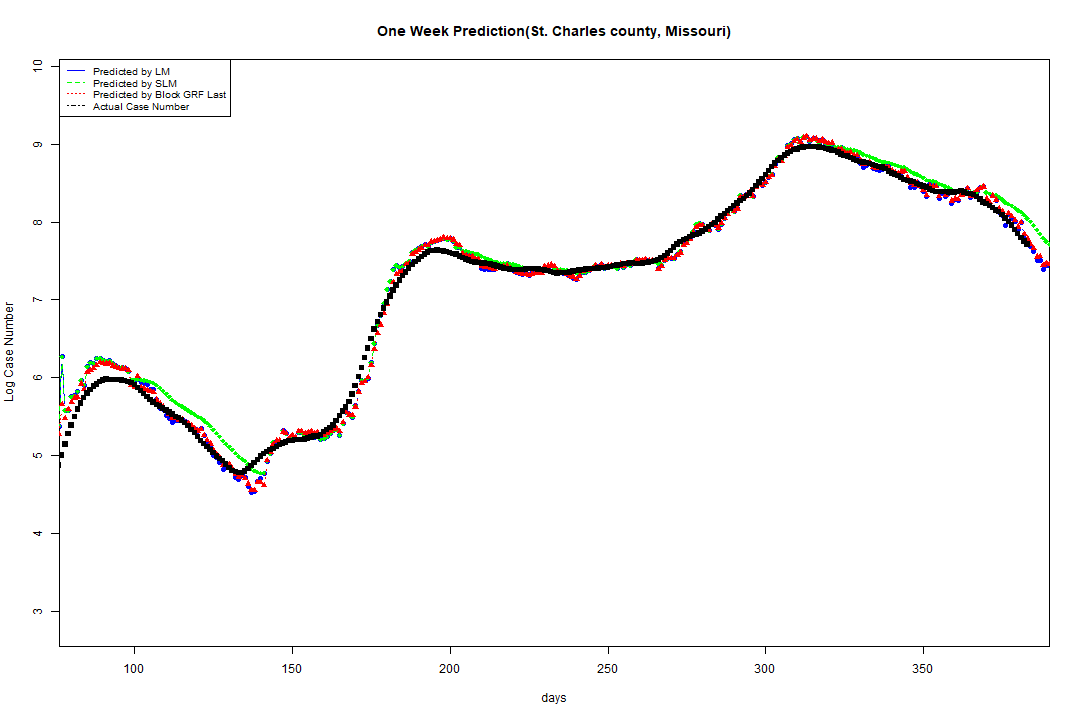 One Week Prediction(St. Charles county, Missouri)
Predicted by LM
Predicted by SLM
Predicted by Block GRF Last
Actual Case Number
10
9
8
7
6
5
4
3
Log Case Number
100 150 200 250 300 350
days